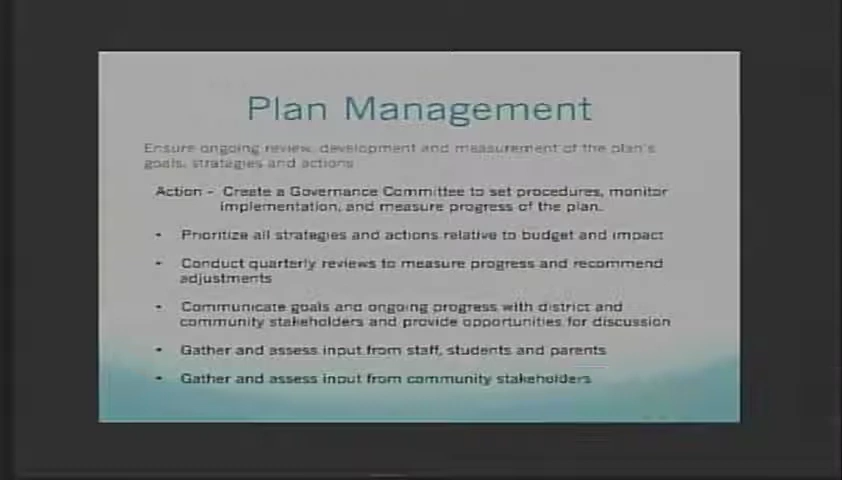 Plan Management
Ensure ongoing review, development and measurement of the plan's
goals, strategies and actions
Action – Create a Governance Committee to set procedures, monitor
implementation, and measure progress of the plan.
• Prioritize all strategies and actions relative to budget and impact
• Conduct quarterly reviews to measure progress and recommend
adjustments
• Communicate goals and ongoing progress with district and
community stakeholders and provide opportunities for discussion
• Gather and assess input from staff, students and parents
• Gather and assess input from community stakeholders